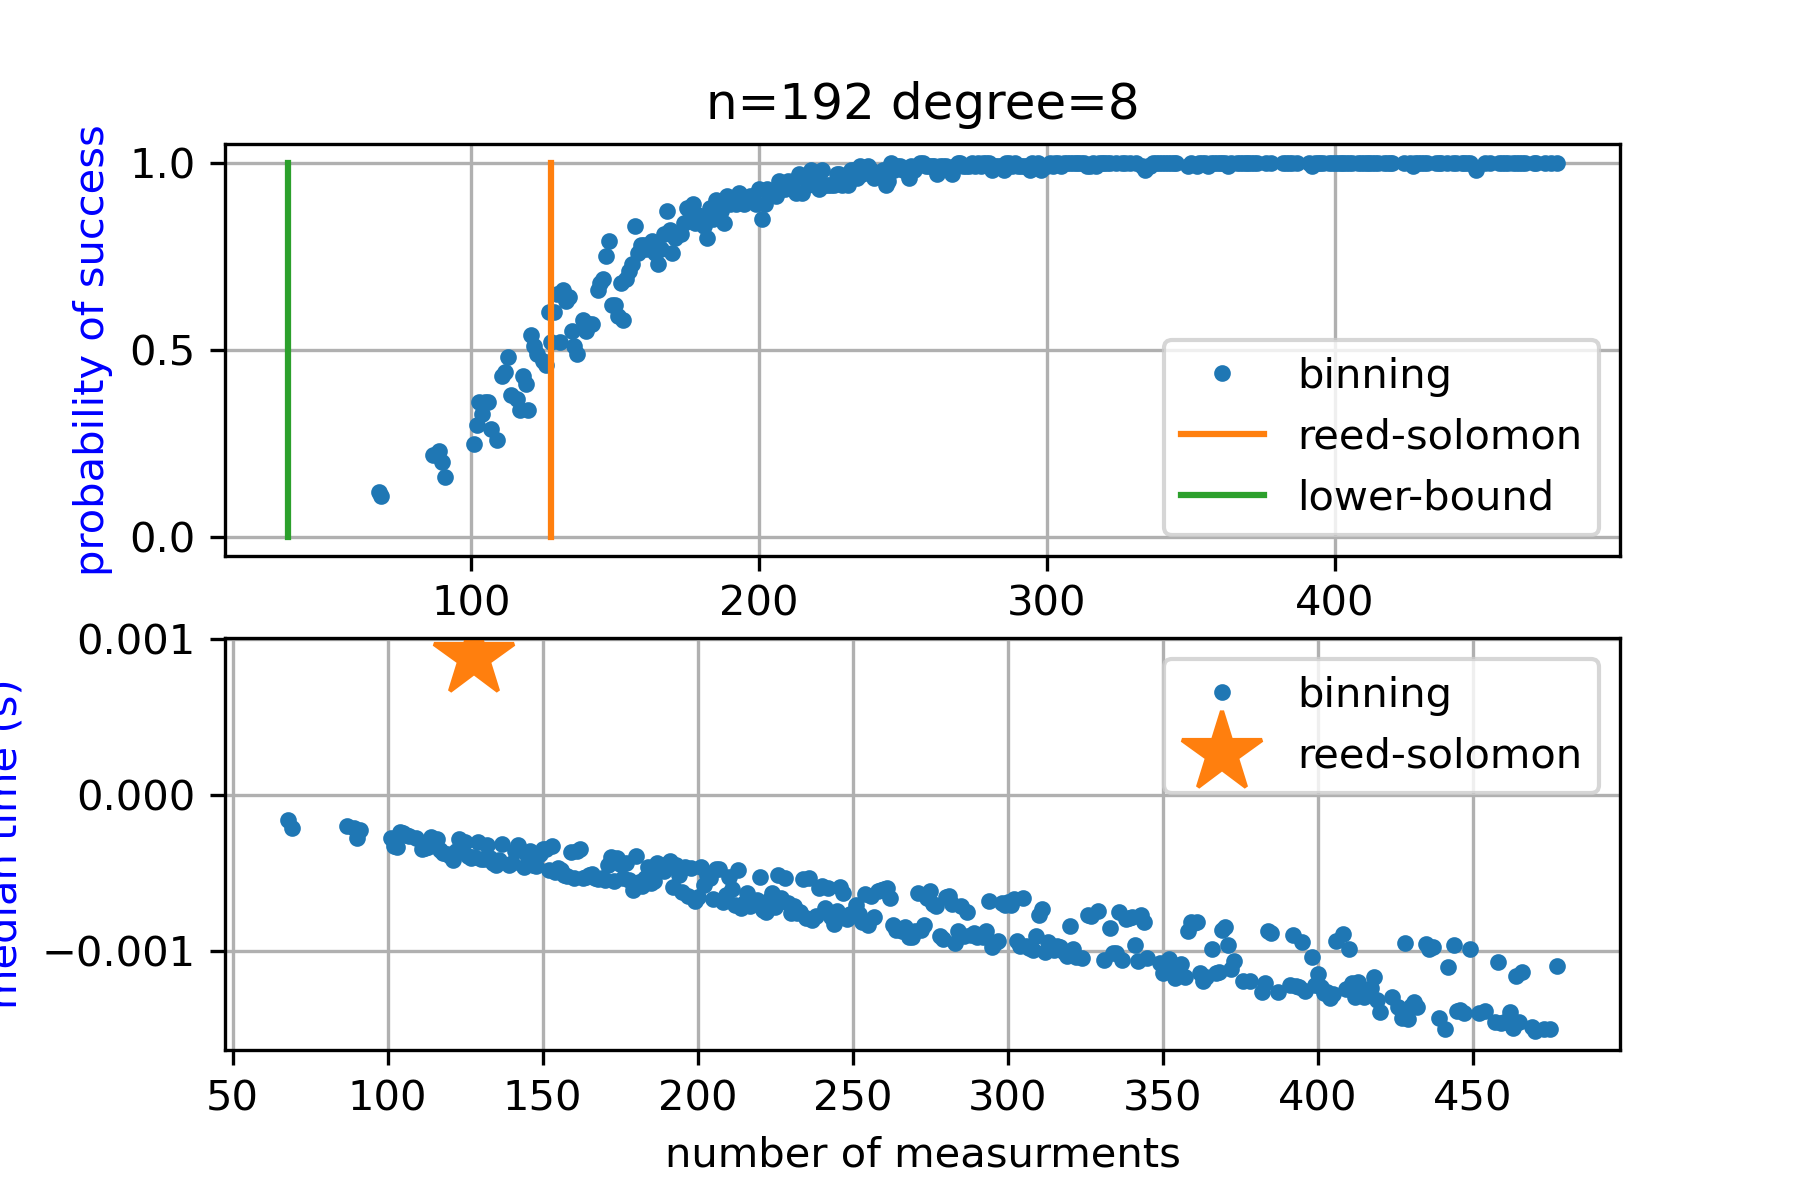 n=192 degree=8
probability of success
1.0
0.5
0.0
binning
reed-solomon
lower-bound
100 200 300 400
median time (s)
0.001
0.000
−0.001
binning
reed-solomon
50 100 150 200 250 300 350 400 450
number of measurments